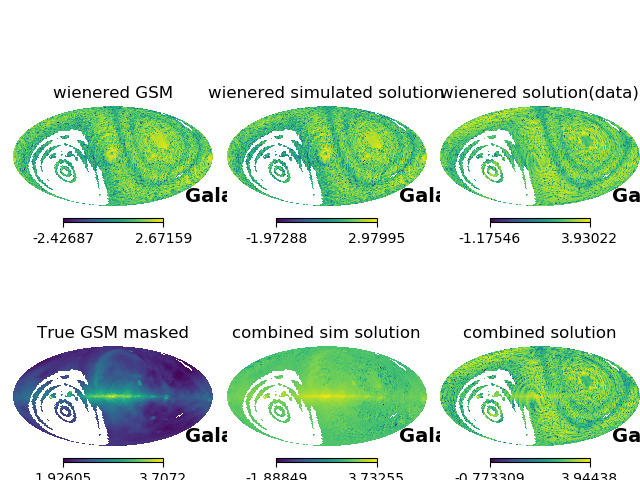 wienered GSM
wienered simulated solution
wienered solution(data)
Gala
Gala
Ga
-2.42687 2.67159
-1.97288 2.97995
-1.17546 3.93022
True GSM masked
combined sim solution
combined solution
Gala
Gala
Ga
1.92605 3.7072
-1.88849 3.73255
-0.773309 3.94438